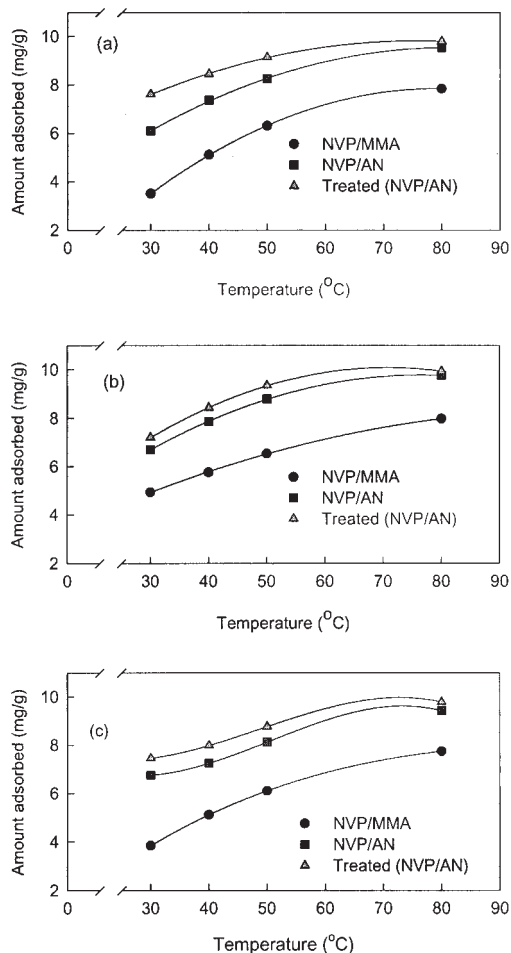 (a)
Amount adsorbed (mg/g)
10
8
6
4
2
NVP/MMA
NVP/AN
Treated (NVP/AN)
0 30 40 50 60 70 80 90
Temperature (°C)
(b)
Amount adsorbed (mg/g)
10
8
6
4
2
NVP/MMA
NVP/AN
Treated (NVP/AN)
0 30 40 50 60 70 80 90
Temperature (°C)
(c)
Amount adsorbed (mg/g)
10
8
6
4
2
NVP/MMA
NVP/AN
Treated (NVP/AN)
0 30 40 50 60 70 80 90
Temperature (°C)